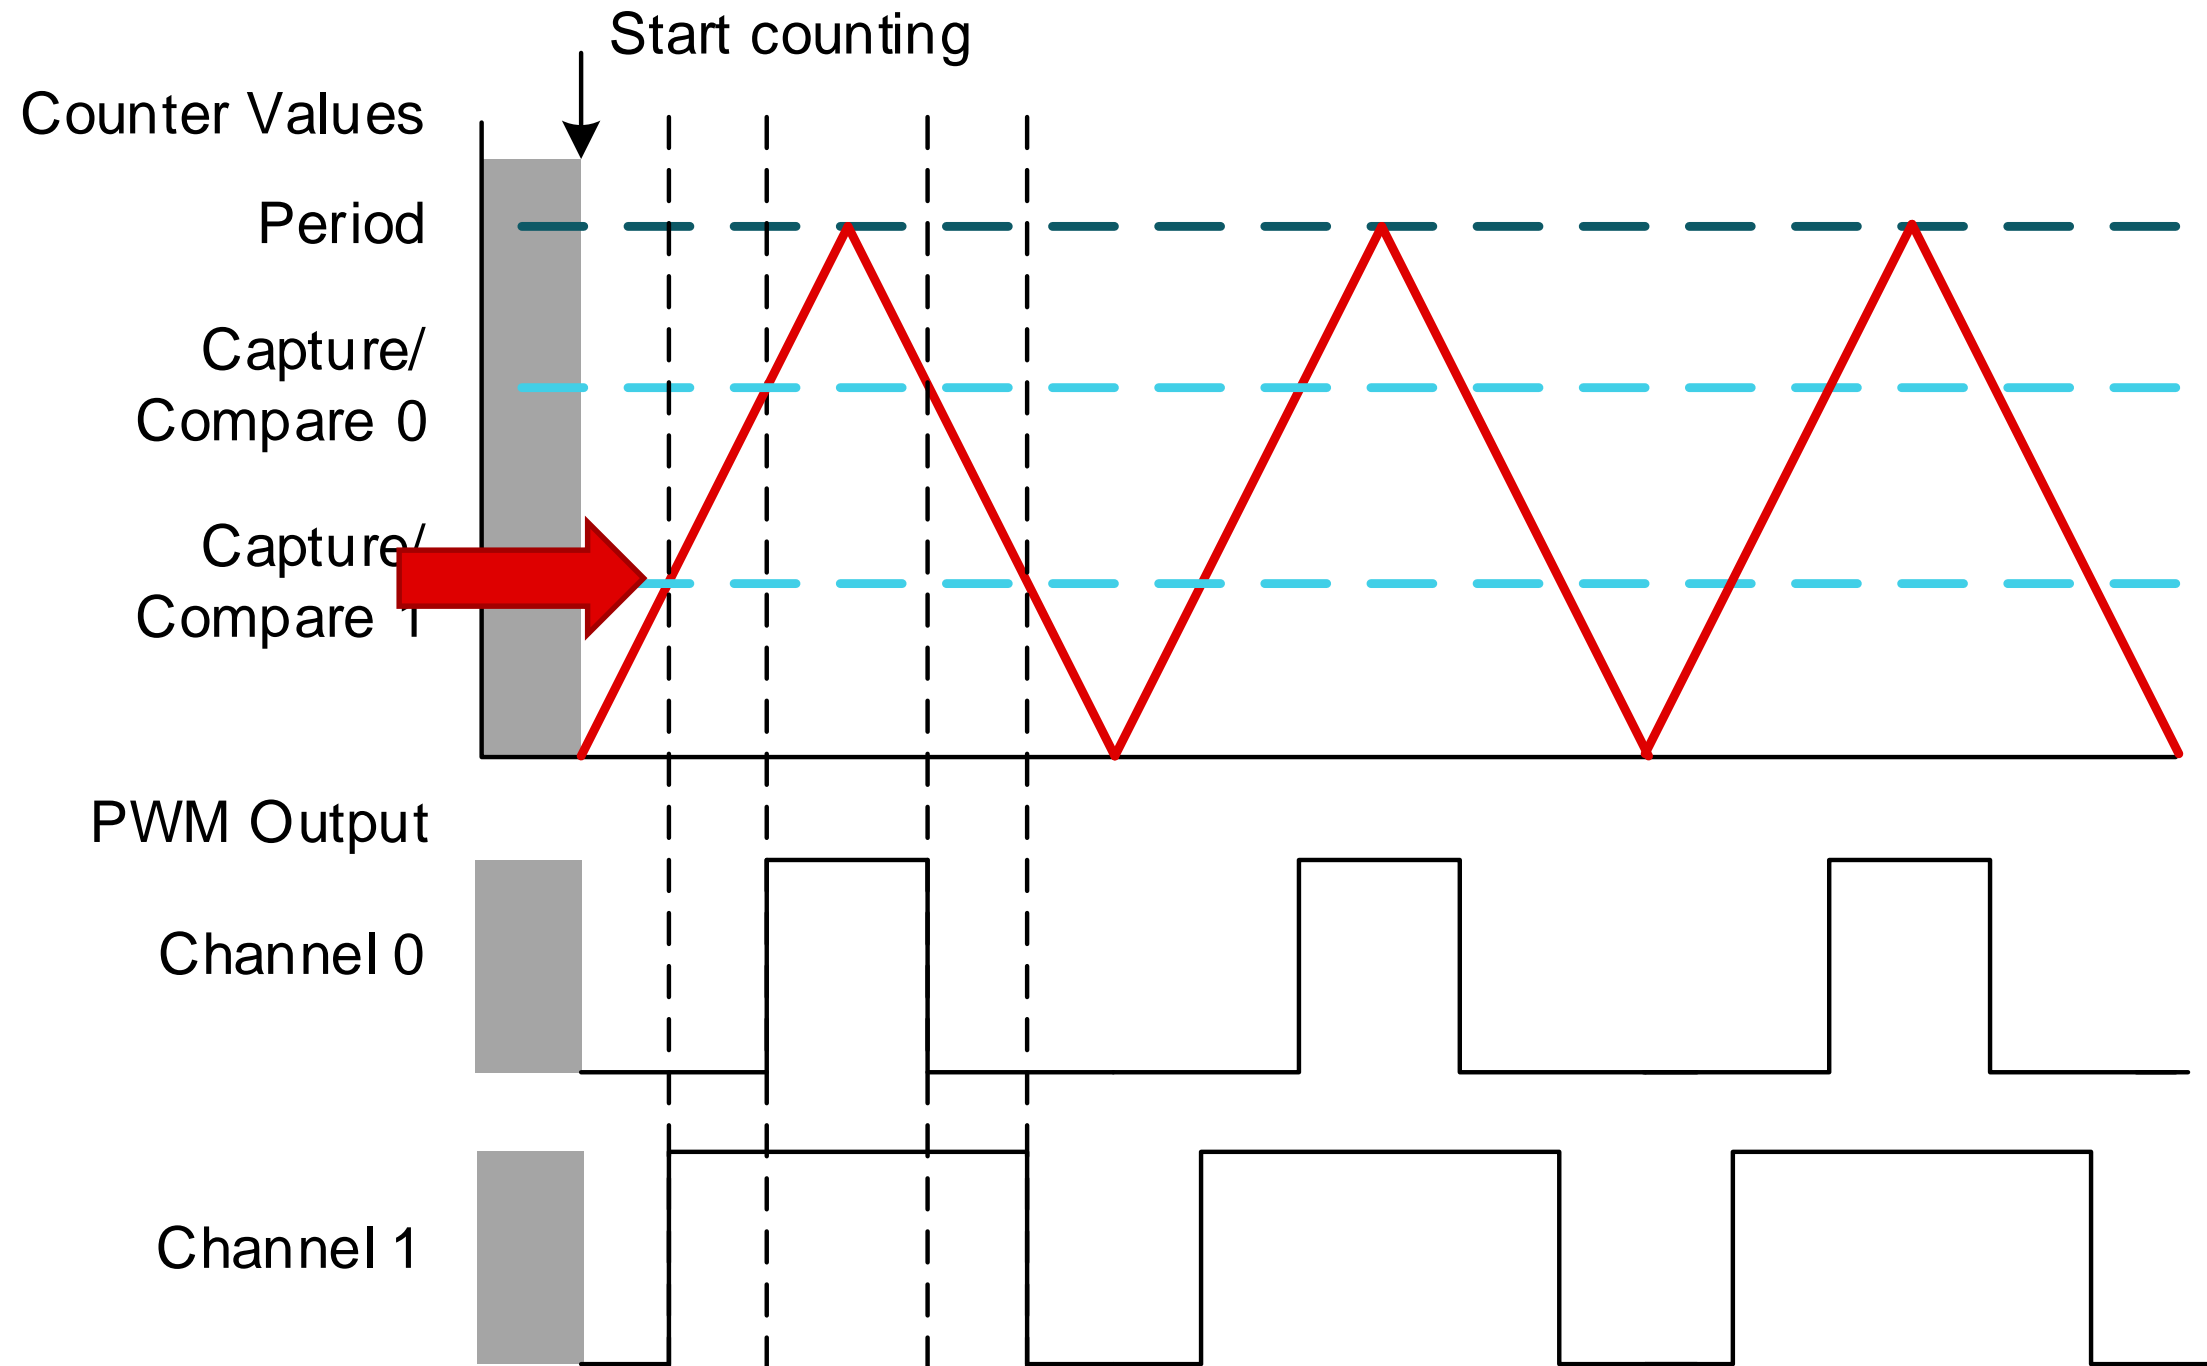 Start counting
Counter Values
Period
Capture/
Compare 0
Capture/
Compare 1
PWM Output
Channel 0
Channel 1